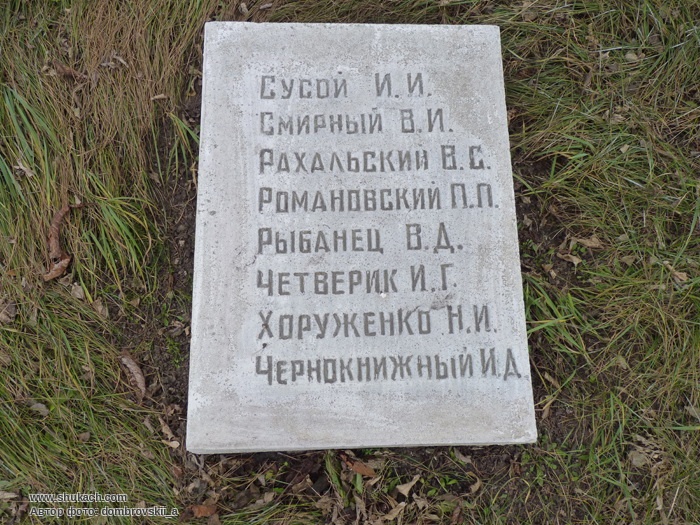 Сусой И.И.
Смирный В.И.
Рахальский В.С.
Романовский П.П.
Рыбанец В.Д.
Четверик И.Г.
Хоруженко Н.И.
Чернокнижный И.Д
www.shukach.com
Автор фото: dombrovskii_a